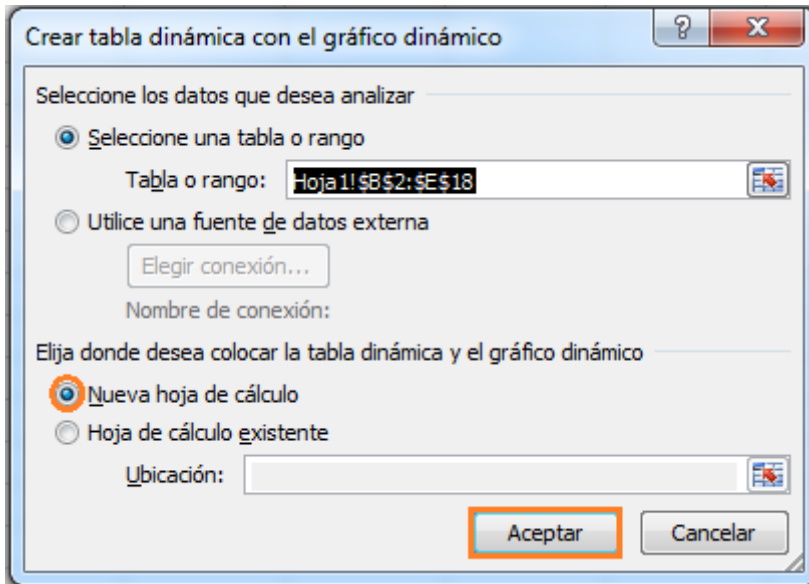 Crear tabla dinámica con el gráfico dinámico
?
X
Seleccione los datos que desea analizar
Seleccione una tabla o rango
Tabla o rango: Hoja1!$B$2:$E$18
Utilice una fuente de datos externa
Elegir conexión...
Nombre de conexión:
Elija donde desea colocar la tabla dinámica y el gráfico dinámico
Nueva hoja de cálculo
Hoja de cálculo existente
Ubicación:
Aceptar Cancelar